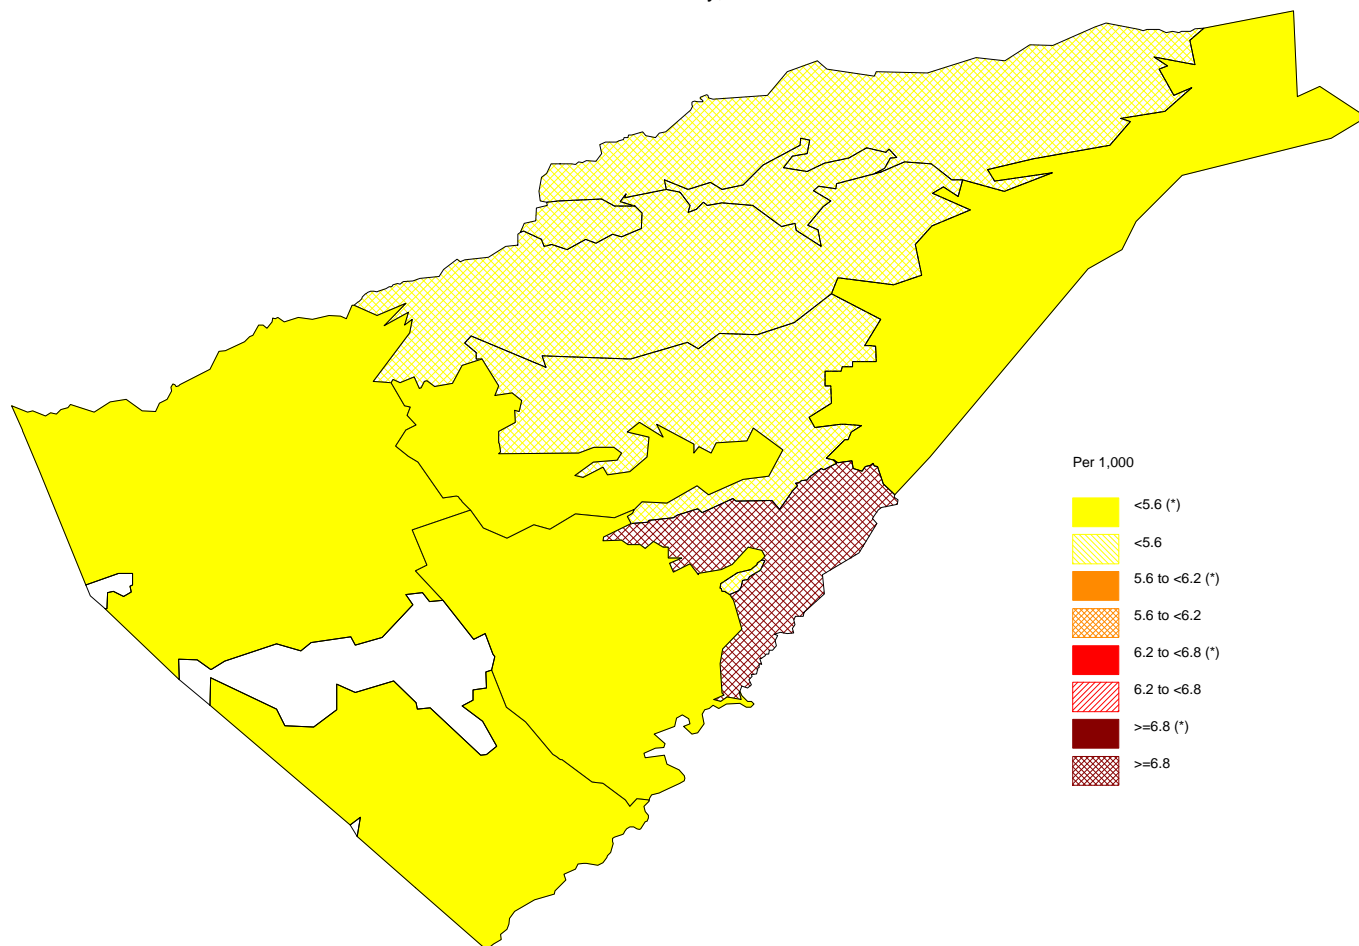 Per 1,000
<5.6 (*)
<5.6
5.6 to <6.2 (*)
5.6 to <6.2
6.2 to <6.8 (*)
6.2 to <6.8
>=6.8 (*)
>=6.8